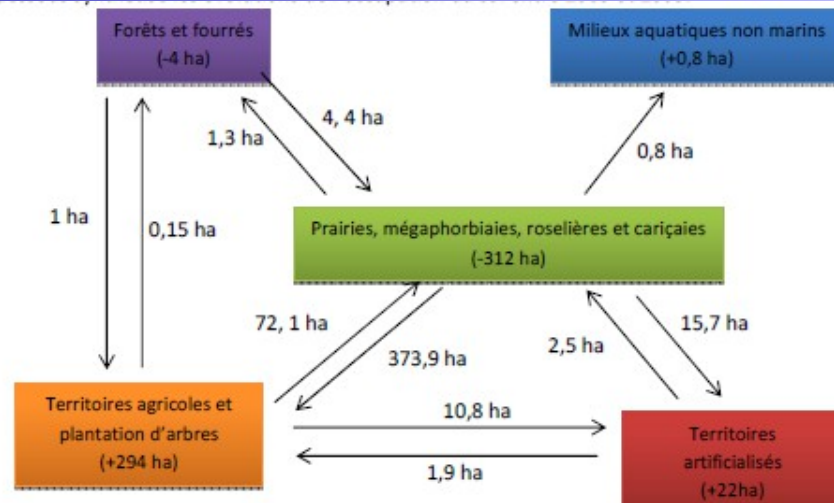 Forêts et fourrés
(-4 ha)
Milieux aquatiques non marins
(+0,8 ha)
4, 4 ha
1,3 ha
0,8 ha
1 ha
0,15 ha
Prairies, mégaphorbiaies, roselières et cariçaies
(-312 ha)
72, 1 ha
373,9 ha
2,5 ha
15,7 ha
Territoires agricoles et
plantation d'arbres
(+294 ha)
10,8 ha
1,9 ha
Territoires
artificialisés
(+22ha)